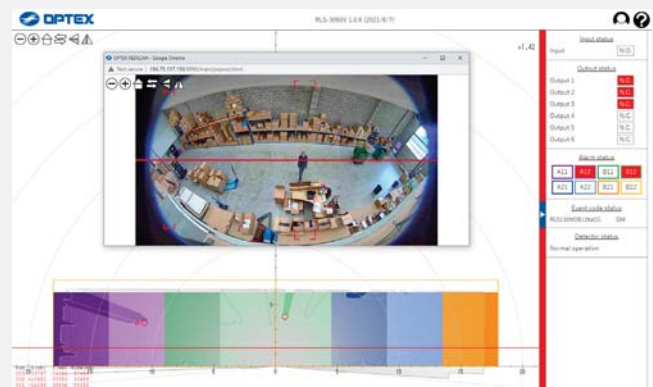 OPTEX
RLS-3060V 1.0.0 (2021/6/7)
v1.42
OPTEX REDSCAN - Google Chrome
Not secure
Input status
Input N.O.
Output status
Output 1 N.C.
Output 2 N.C.
Output 3 N.C.
Output 4 N.C.
Output 5 N.C.
Output 6 N.C.
Alarm status
A11 A12 B11 B12
A21 A22 B21 B22
Event code status
DM
Detector status
Normal operation